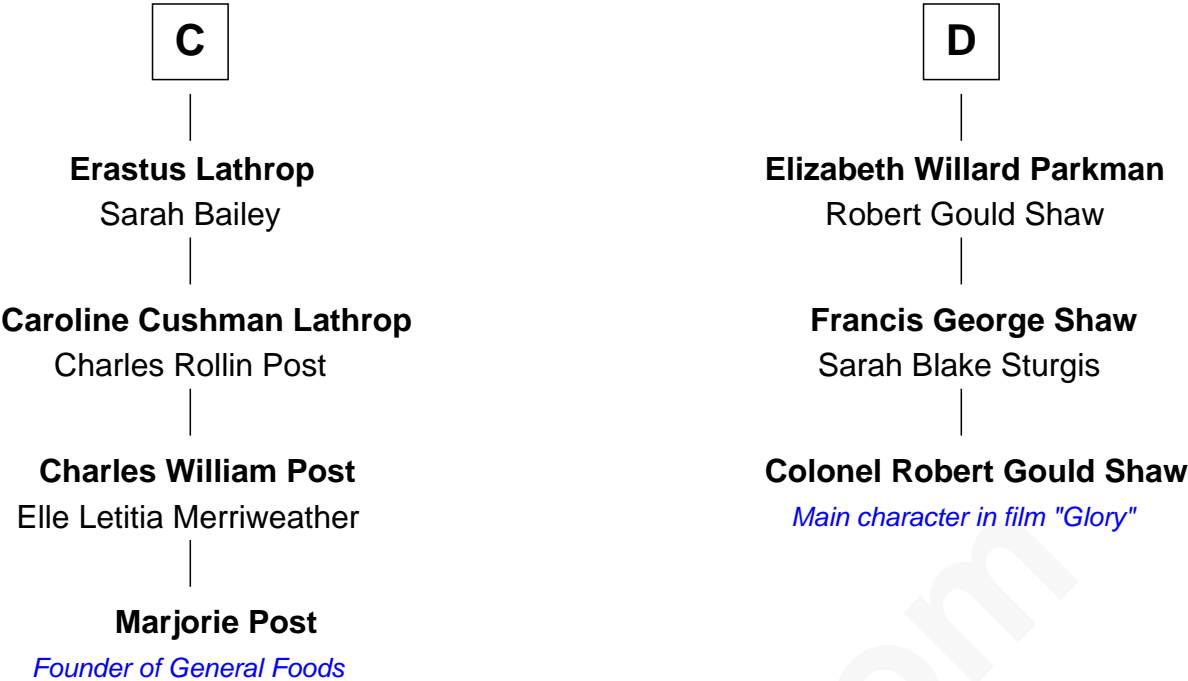 C
Erastus Lathrop
Sarah Bailey
Caroline Cushman Lathrop
Charles Rollin Post
Charles William Post
Elle Letitia Merriweather
Marjorie Post
Founder of General Foods
D
Elizabeth Willard Parkman
Robert Gould Shaw
Francis George Shaw
Sarah Blake Sturgis
Colonel Robert Gould Shaw
Main character in film "Glory"
om